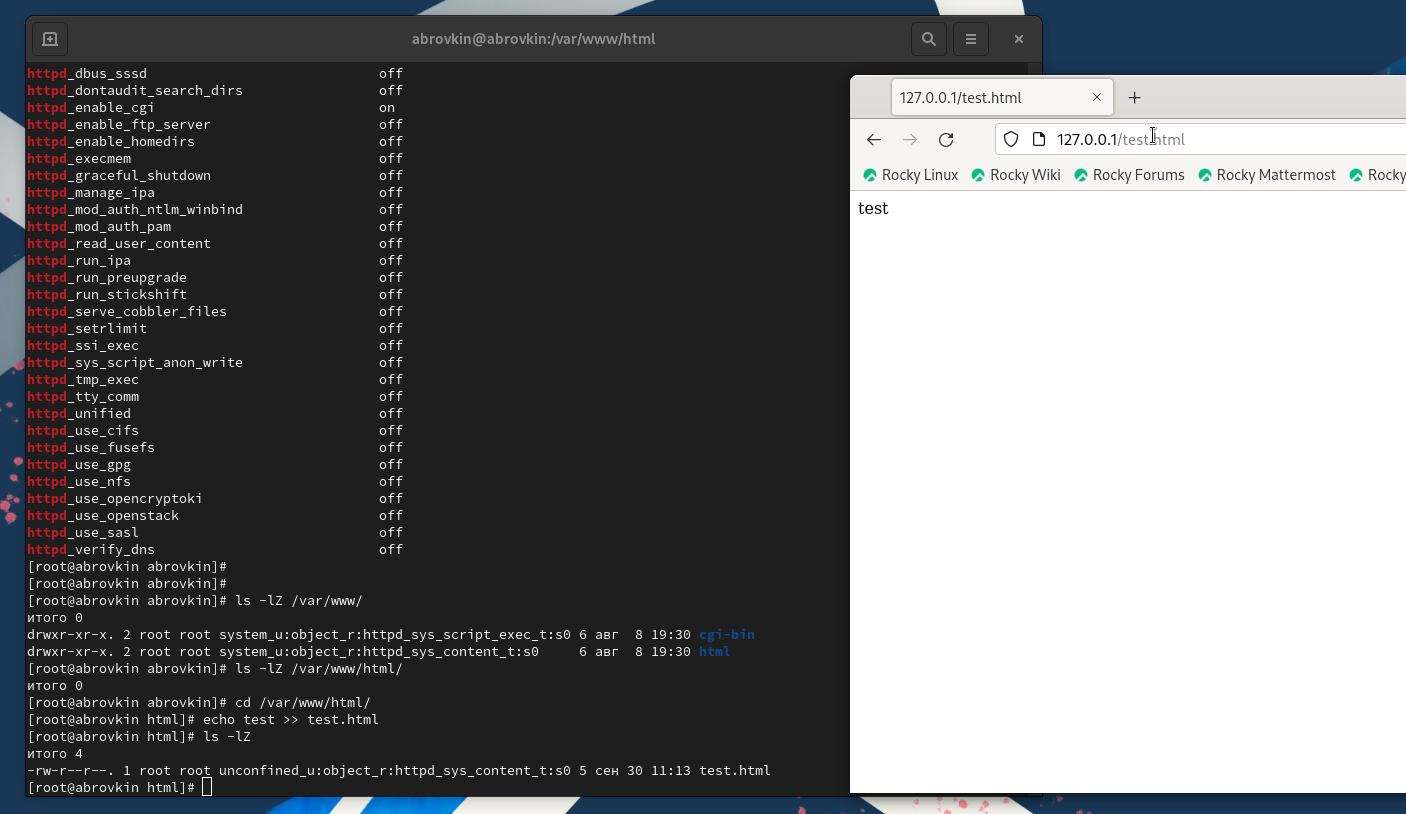 abrovkin@abrovkin:/var/www/html
httpd_dbus_sssd off
httpd_dontaudit_search_dirs off
httpd_enable_cgi on
httpd_enable_ftp_server off
httpd_enable_homedirs off
httpd_execmem off
httpd_graceful_shutdown off
httpd_manage_ipa off
httpd_mod_auth_ntlm_winbind off
httpd_mod_auth_pam off
httpd_read_user_content off
httpd_run_ipa off
httpd_run_preupgrade off
httpd_run_stickshift off
httpd_serve_cobbler_files off
httpd_setrlimit off
httpd_ssi_exec off
httpd_sys_script_anon_write off
httpd_tmp_exec off
httpd_tty_comm off
httpd_unified off
httpd_use_cifs off
httpd_use_fusefs off
httpd_use_gpg off
httpd_use_nfs off
httpd_use_opencryptoki off
httpd_use_openstack off
httpd_use_sasl off
httpd_verify_dns off
[root@abrovkin abrovkin]#
[root@abrovkin abrovkin]#
[root@abrovkin abrovkin]# ls -lZ /var/www/
итого 0
drwxr-xr-x. 2 root root system_u:object_r:httpd_sys_script_exec_t:s0 6 авг  8 19:30 cgi-bin
drwxr-xr-x. 2 root root system_u:object_r:httpd_sys_content_t:s0     6 авг  8 19:30 html
[root@abrovkin abrovkin]# ls -lZ /var/www/html/
итого 0
[root@abrovkin abrovkin]# cd /var/www/html/
[root@abrovkin html]# echo test >> test.html
[root@abrovkin html]# ls -lZ
итого 4
-rw-r--r--. 1 root root unconfined_u:object_r:httpd_sys_content_t:s0 5 сен 30 11:13 test.html
[root@abrovkin html]#
127.0.0.1/test.html
127.0.0.1/test.html
Rocky Linux Rocky Wiki Rocky Forums Rocky Mattermost Rocky
test